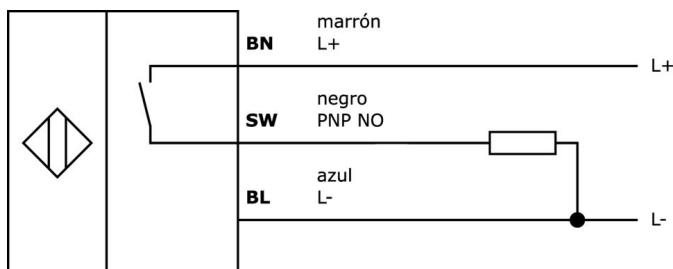 marrón
BN L+
L+
negro
SW PNP NO
azul
BL L-
L-